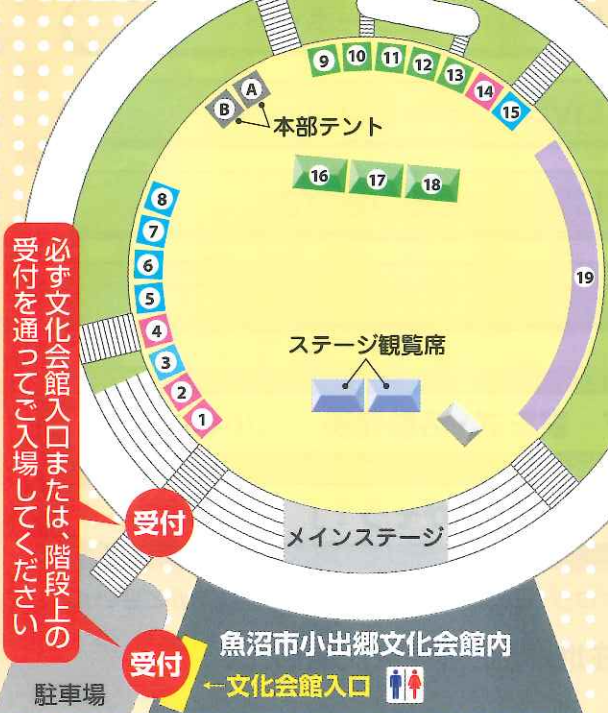 9
10
11
12
13
14
15
A
B
本部テント
16
17
18
8
7
6
5
4
3
2
1
19
ステージ観覧席
必ず文化会館入口または、階段上の
受付を通ってご入場してください
受付
メインステージ
受付
魚沼市小出郷文化会館内
←文化会館入口
駐車場